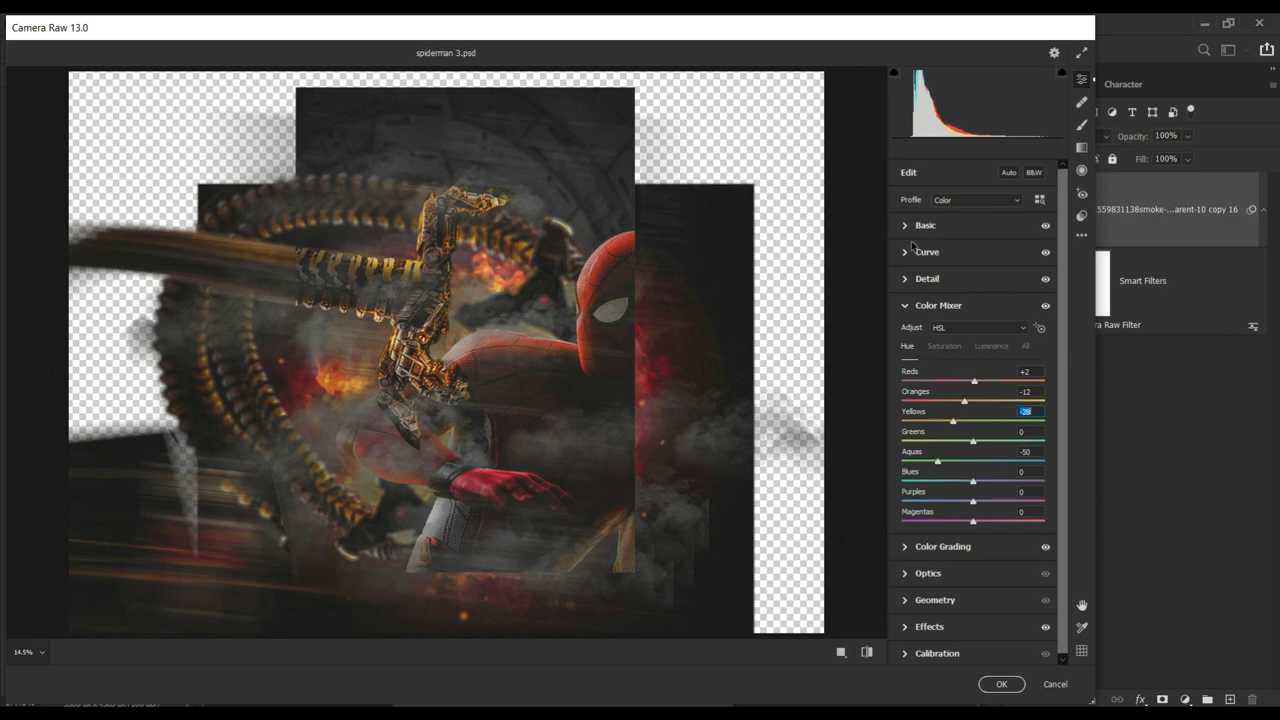 Camera Raw 13.0
spiderman 3.psd
Character
Opacity: 100%
Fill: 100%
Edit
Auto
B&W
Profile
Color
Basic
Curve
Detail
Color Mixer
Adjust
HSL
Hue
Saturation
Luminance
All
Reds +2
Oranges -12
Yellows -28
Greens 0
Aquas -50
Blues 0
Purples 0
Magentas 0
Color Grading
Optics
Geometry
Effects
Calibration
559831138smoke-...arent-10 copy 16
Smart Filters
ra Raw Filter
14.5%
OK
Cancel
fx